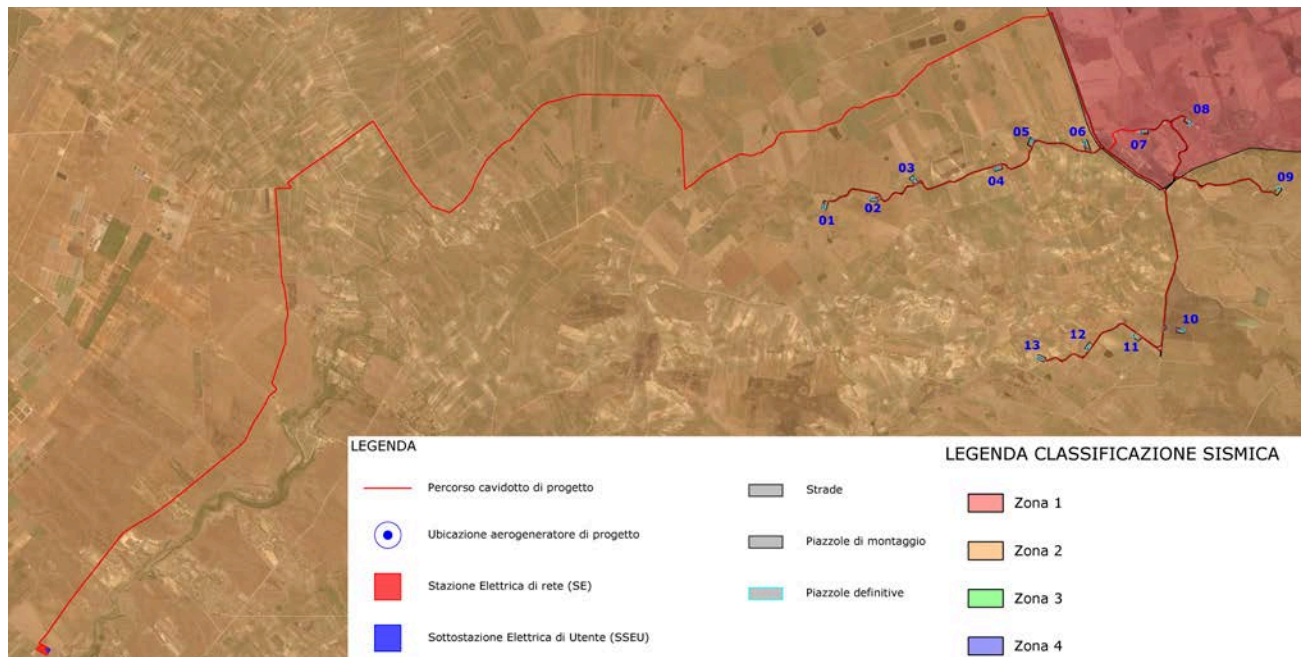 08
05
06
07
03
04
09
01
02
10
12
11
13
LEGENDA
Percorso cavidotto di progetto
Ubicazione aerogeneratore di progetto
Stazione Elettrica di rete (SE)
Sottostazione Elettrica di Utente (SSEU)
Strade
Piazzole di montaggio
Piazzole definitive
LEGENDA CLASSIFICAZIONE SISMICA
Zona 1
Zona 2
Zona 3
Zona 4